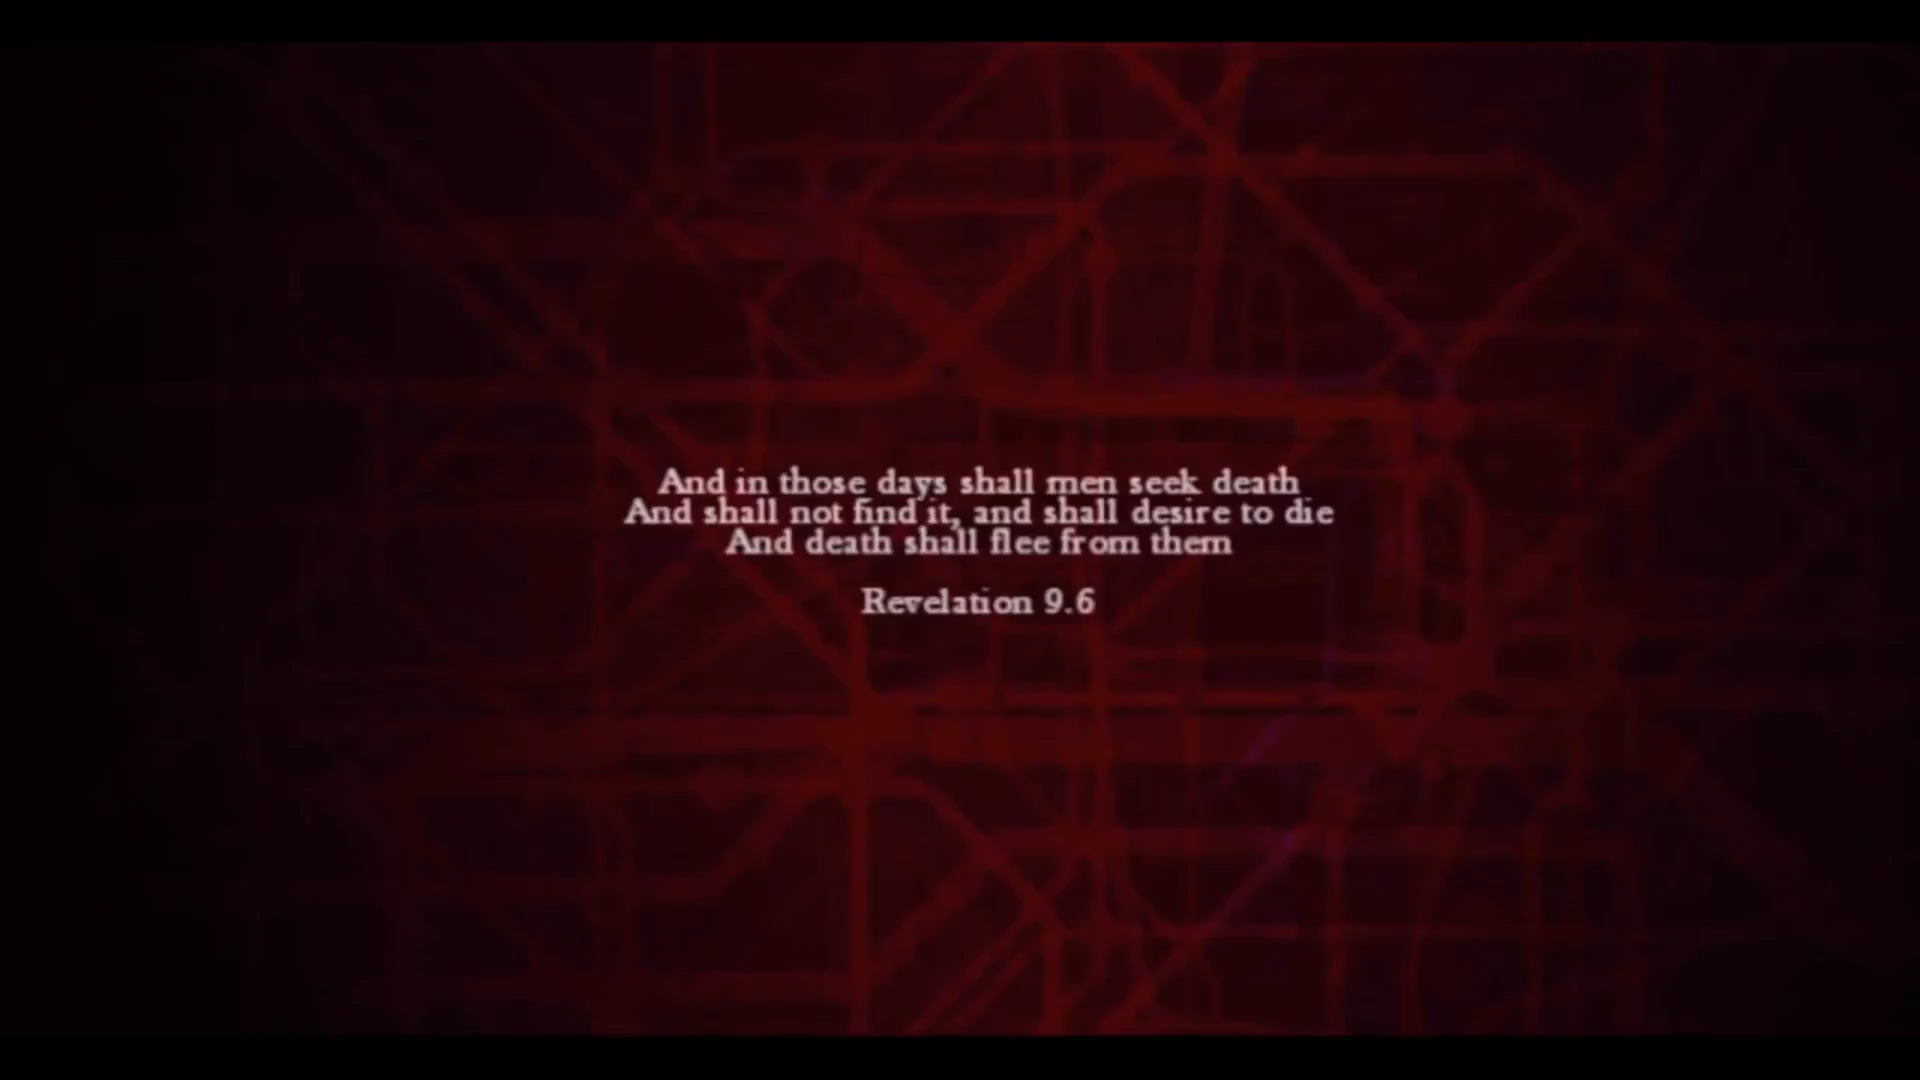 And in those days shall men seek death
And shall not find it, and shall desire to die
And death shall flee from them
Revelation 9.6